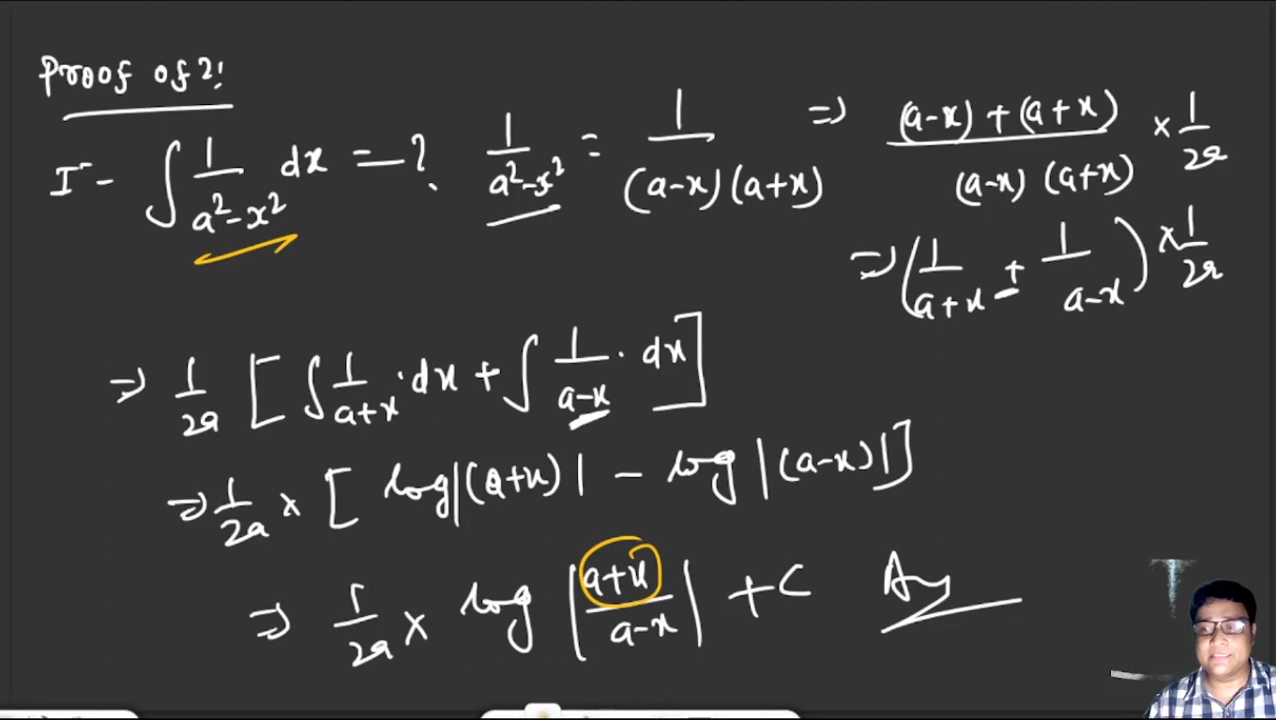 Proof of 2!
I - ∫ 1/(a²-x²) dx = ? 1/(a²-x²) = 1/((a-x)(a+x)) ⇒ ((a-x)+(a+x))/((a-x)(a+x)) × 1/2a
⇒ (1/(a+x) + 1/(a-x)) × 1/2a
⇒ 1/2a [∫ 1/(a+x) · dx + ∫ 1/(a-x) · dx]
⇒ 1/2a × [log|(a+x)| - log|(a-x)|]
⇒ 1/2a × log |(a+x)/(a-x)| + C Ans